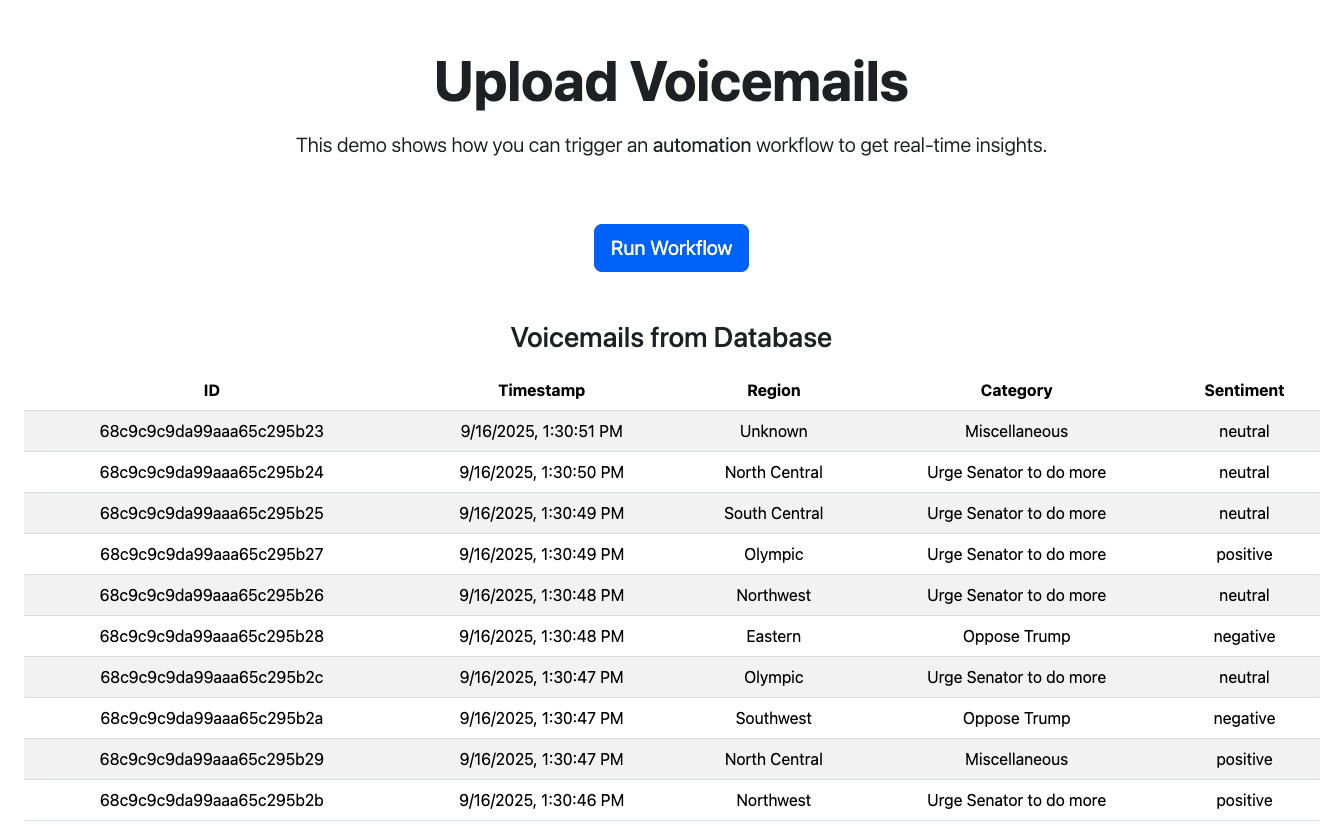 Upload Voicemails
This demo shows how you can trigger an automation workflow to get real-time insights.
Run Workflow
Voicemails from Database
ID Timestamp Region Category Sentiment
68c9c9c9da99aaa65c295b23 9/16/2025, 1:30:51 PM Unknown Miscellaneous neutral
68c9c9c9da99aaa65c295b24 9/16/2025, 1:30:50 PM North Central Urge Senator to do more neutral
68c9c9c9da99aaa65c295b25 9/16/2025, 1:30:49 PM South Central Urge Senator to do more neutral
68c9c9c9da99aaa65c295b27 9/16/2025, 1:30:49 PM Olympic Urge Senator to do more positive
68c9c9c9da99aaa65c295b26 9/16/2025, 1:30:48 PM Northwest Urge Senator to do more neutral
68c9c9c9da99aaa65c295b28 9/16/2025, 1:30:48 PM Eastern Oppose Trump negative
68c9c9c9da99aaa65c295b2c 9/16/2025, 1:30:47 PM Olympic Urge Senator to do more neutral
68c9c9c9da99aaa65c295b2a 9/16/2025, 1:30:47 PM Southwest Oppose Trump negative
68c9c9c9da99aaa65c295b29 9/16/2025, 1:30:47 PM North Central Miscellaneous positive
68c9c9c9da99aaa65c295b2b 9/16/2025, 1:30:46 PM Northwest Urge Senator to do more positive